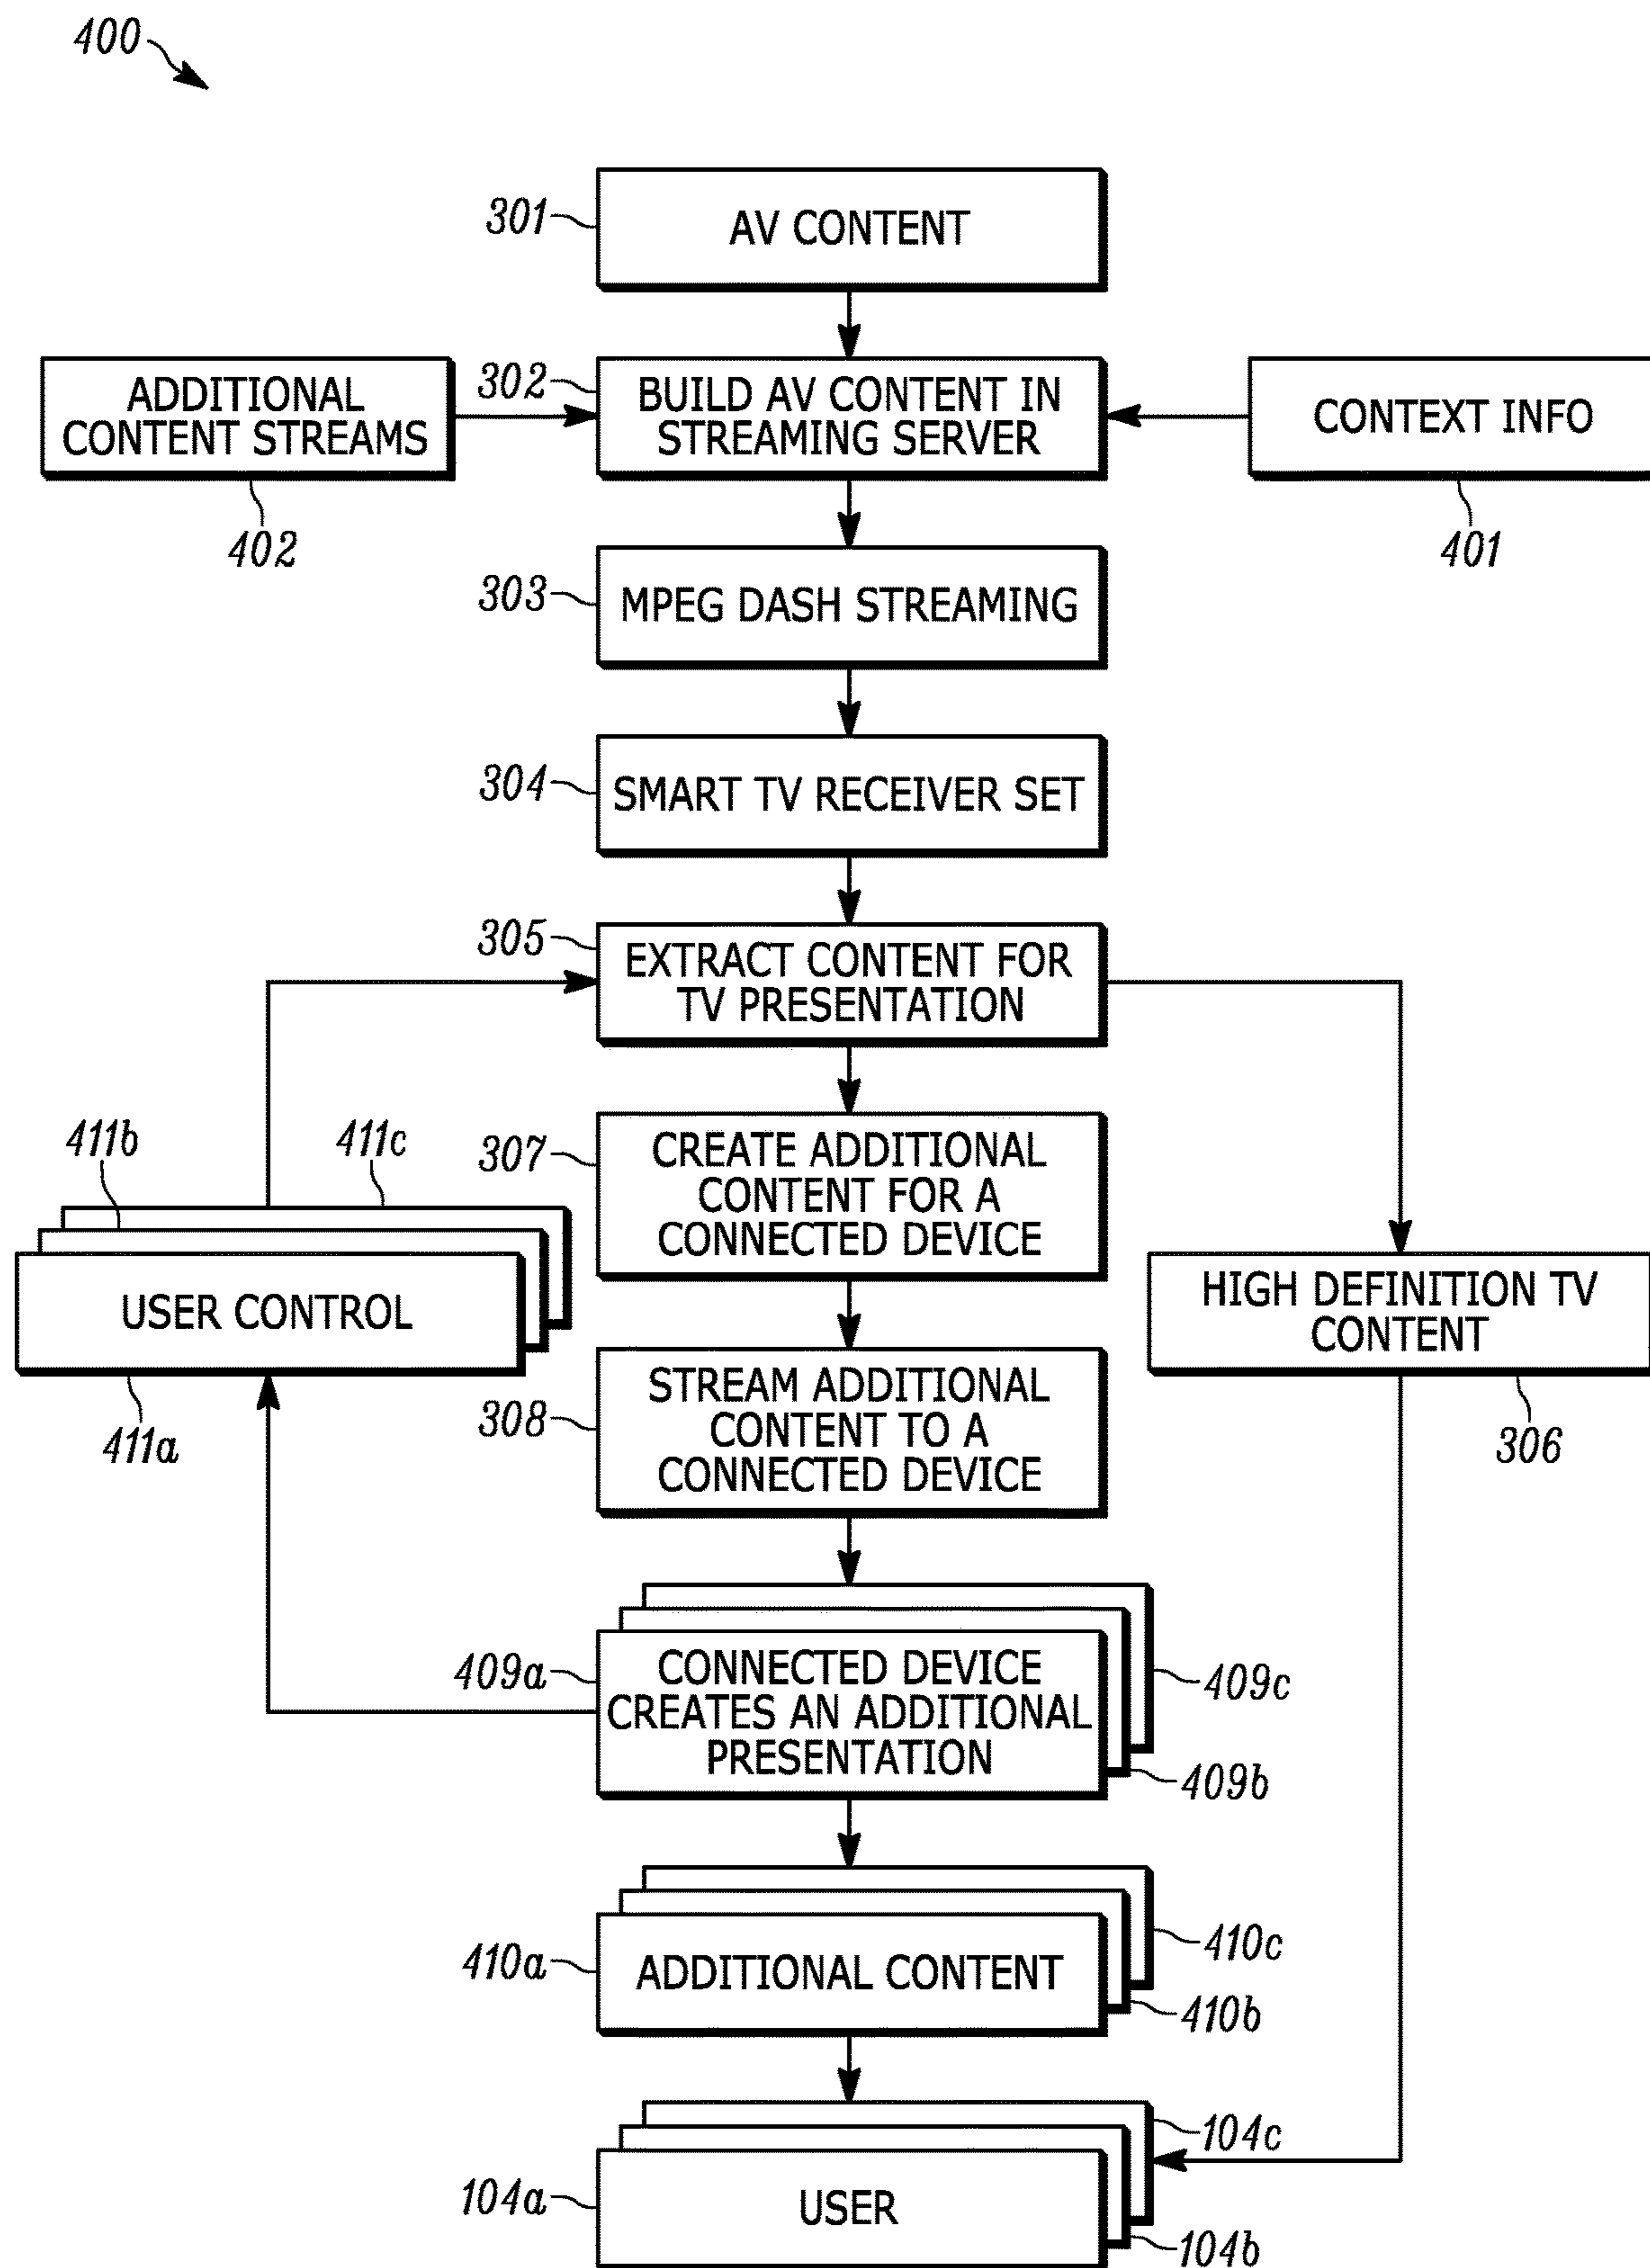 400
301
AV CONTENT
ADDITIONAL
CONTENT STREAMS
402
302
BUILD AV CONTENT IN
STREAMING SERVER
CONTEXT INFO
401
303
MPEG DASH STREAMING
304
SMART TV RECEIVER SET
305
EXTRACT CONTENT FOR
TV PRESENTATION
411b
411c
USER CONTROL
411a
307
CREATE ADDITIONAL
CONTENT FOR A
CONNECTED DEVICE
HIGH DEFINITION TV
CONTENT
306
308
STREAM ADDITIONAL
CONTENT TO A
CONNECTED DEVICE
409a
CONNECTED DEVICE
CREATES AN ADDITIONAL
PRESENTATION
409c
409b
410a
ADDITIONAL CONTENT
410c
410b
104a
USER
104c
104b